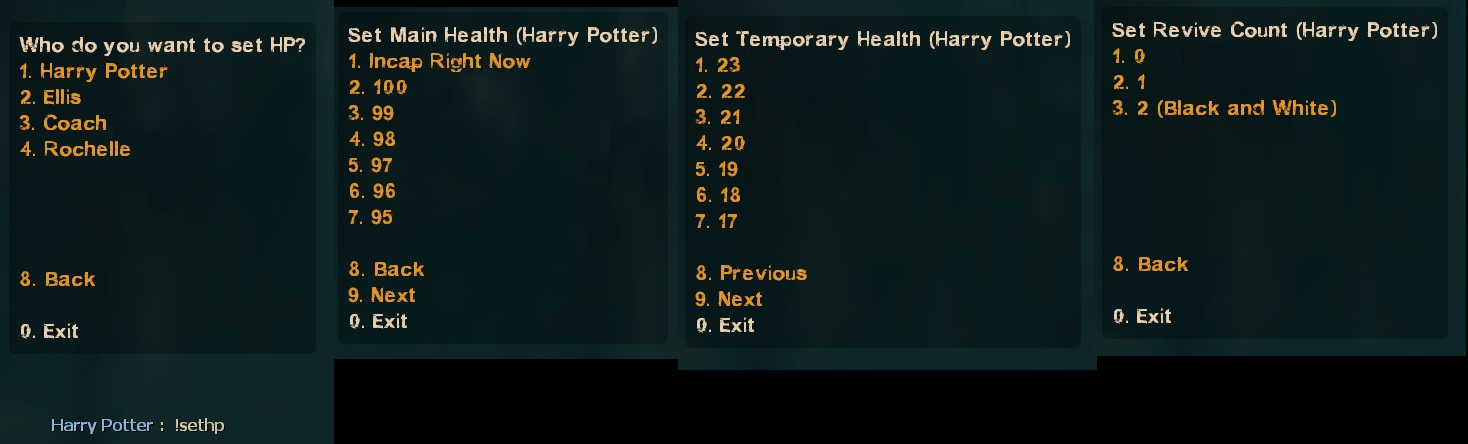 Who do you want to set HP?
1. Harry Potter
2. Ellis
3. Coach
4. Rochelle
8. Back
0. Exit
Harry Potter : !sethp
Set Main Health (Harry Potter)
1. Incap Right Now
2. 100
3. 99
4. 98
5. 97
6. 96
7. 95
8. Back
9. Next
0. Exit
Set Temporary Health (Harry Potter)
1. 23
2. 22
3. 21
4. 20
5. 19
6. 18
7. 17
8. Previous
9. Next
0. Exit
Set Revive Count (Harry Potter)
1. 0
2. 1
3. 2 (Black and White)
8. Back
0. Exit